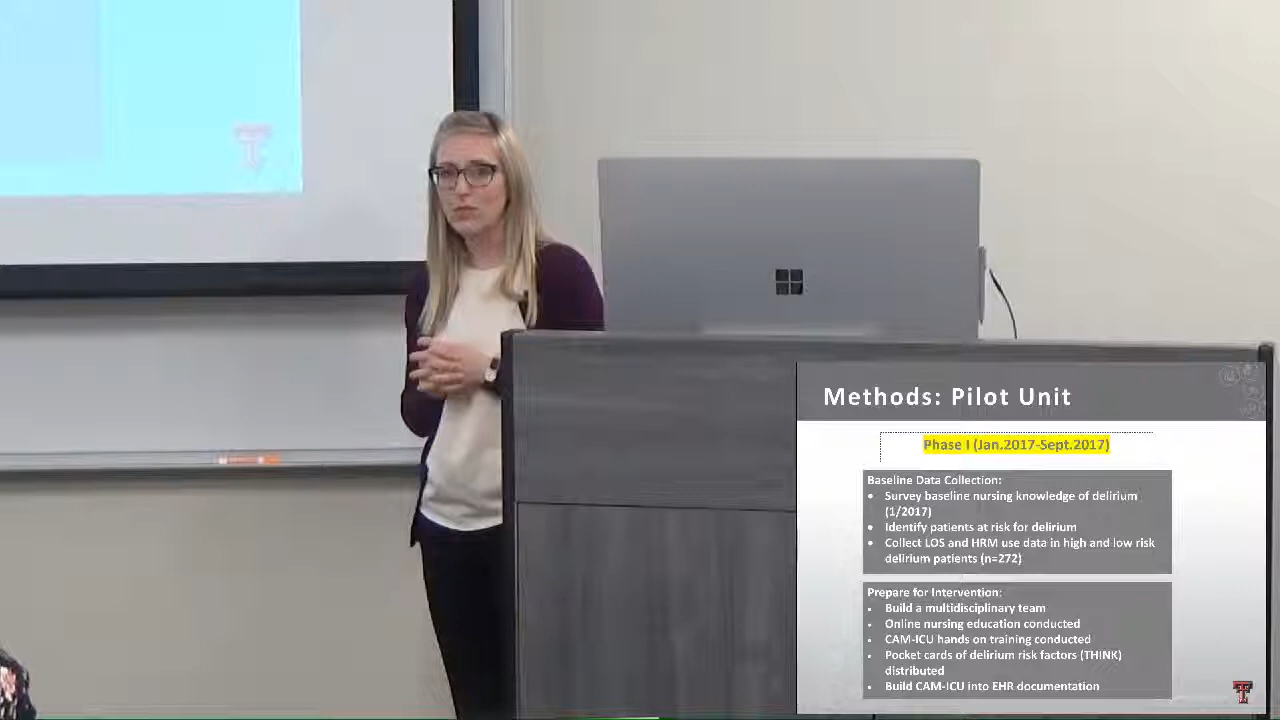 Methods: Pilot Unit
Phase I (Jan.2017-Sept.2017)
Baseline Data Collection:
• Survey baseline nursing knowledge of delirium
(1/2017)
• Identify patients at risk for delirium
• Collect LOS and HRM use data in high and low risk
delirium patients (n=272)
Prepare for Intervention:
• Build a multidisciplinary team
• Online nursing education conducted
• CAM-ICU hands on training conducted
• Pocket cards of delirium risk factors (THINK)
distributed
• Build CAM-ICU into EHR documentation